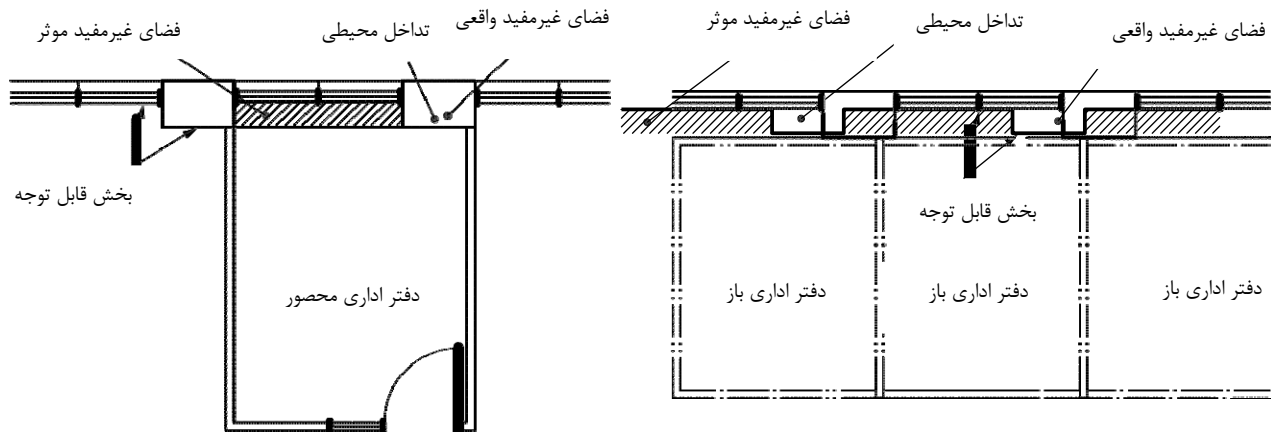 فضای غیرمفید واقعی
تداخل محیطی
فضای غیرمفید موثر
بخش قابل توجه
دفتر اداری باز
دفتر اداری باز
دفتر اداری باز
فضای غیرمفید واقعی
تداخل محیطی
فضای غیرمفید موثر
بخش قابل توجه
دفتر اداری محصور